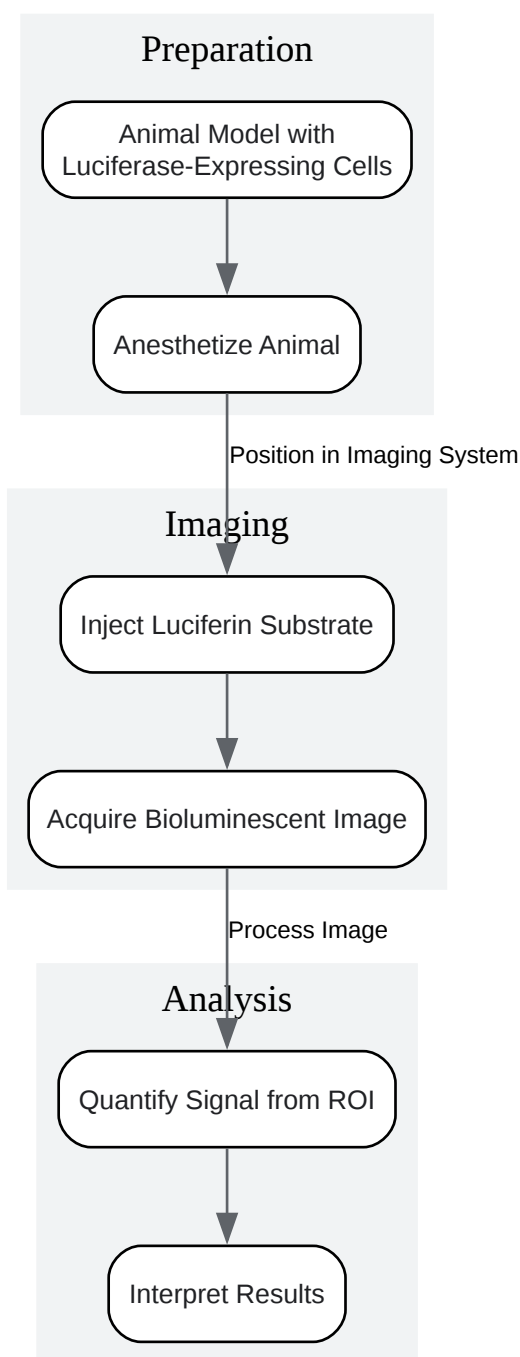 Preparation
Animal Model with
Luciferase-Expressing Cells
Anesthetize Animal
Position in Imaging System
Imaging
Inject Luciferin Substrate
Acquire Bioluminescent Image
Process Image
Analysis
Quantify Signal from ROI
Interpret Results